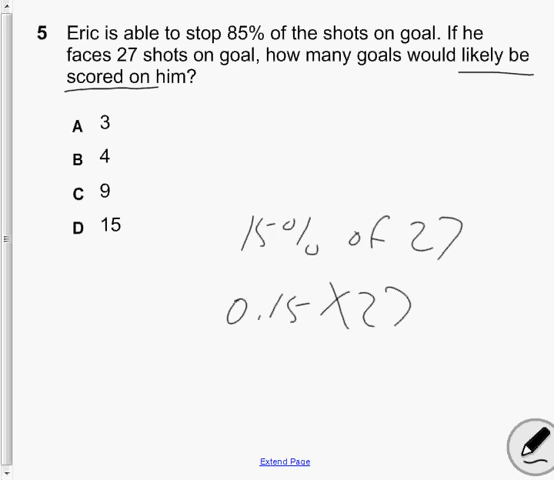 5 Eric is able to stop 85% of the shots on goal. If he
faces 27 shots on goal, how many goals would likely be
scored on him?
A 3
B 4
C 9
D 15
15% of 27
0.15 X 27
Extend Page